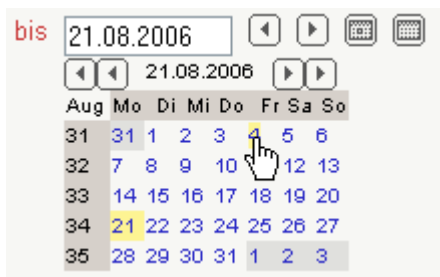 bis 21.08.2006
21.08.2006
Aug Mo Di Mi Do Fr Sa So
31 31 1 2 3 4 5 6
32 7 8 9 10 12 13
33 14 15 16 17 18 19 20
34 21 22 23 24 25 26 27
35 28 29 30 31 1 2 3